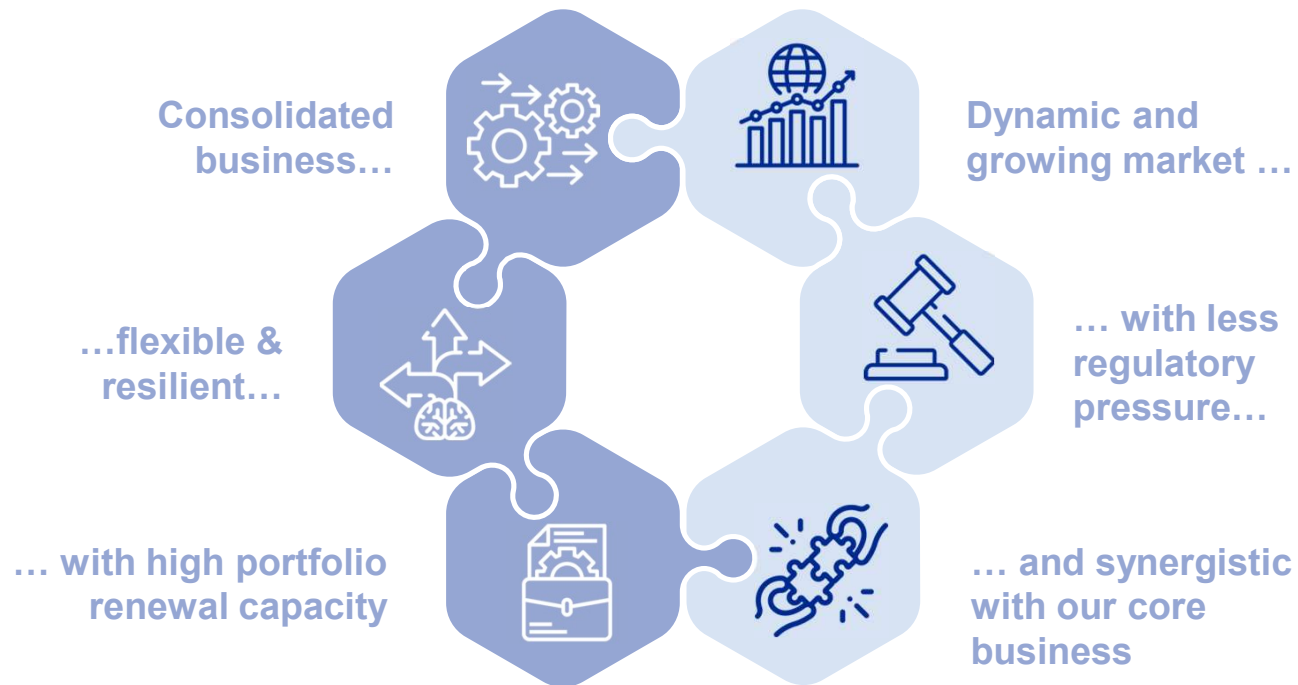 Consolidated
business…
…flexible &
resilient…
… with high portfolio
renewal capacity
Dynamic and
growing market …
… with less
regulatory
pressure…
… and synergistic
with our core
business